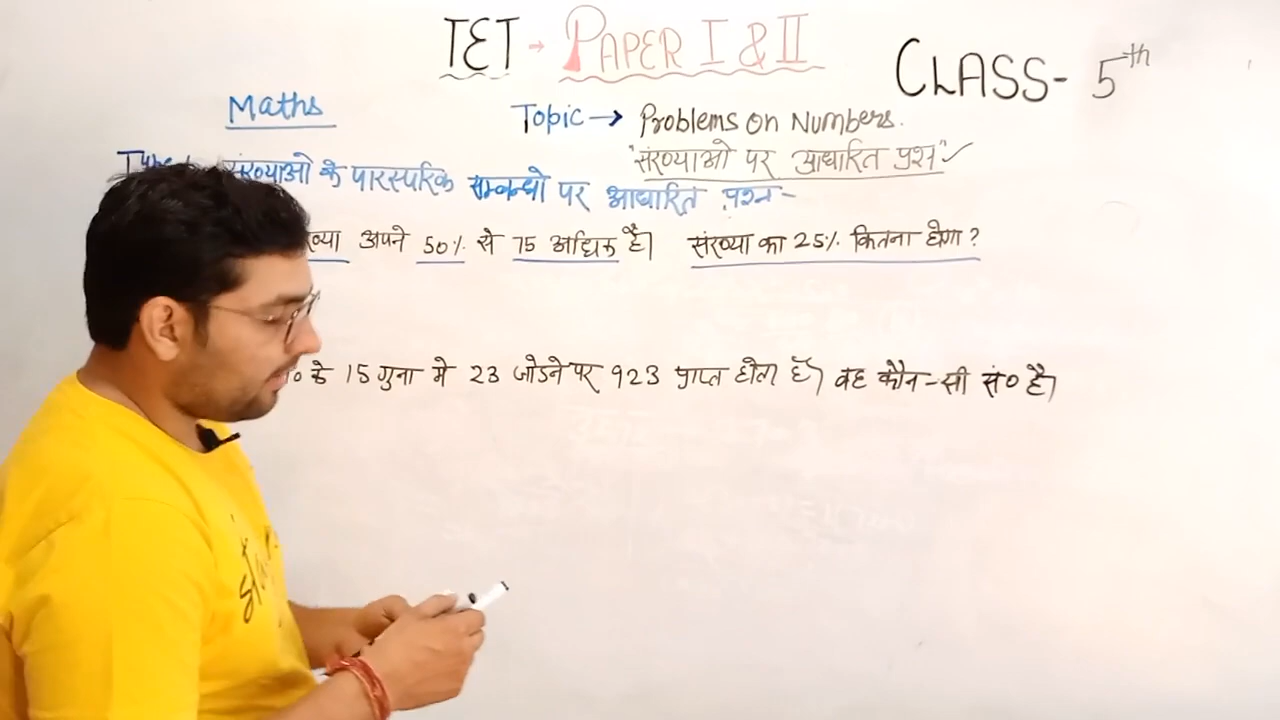 TET → PAPER I & II
CLASS- 5th
Maths
Topic → Problems on Numbers.
"संख्याओ पर आधारित प्रश्न" ✓
संख्याओ के पारस्परिक सम्बन्धो पर आधारित प्रश्न-
अपने 50% से 75 अधिक है। संख्या का 25% कितना होगा ?
के 15 गुना मे 23 जोडने पर 923 प्राप्त होता है। वह कौन-सी सं० है।